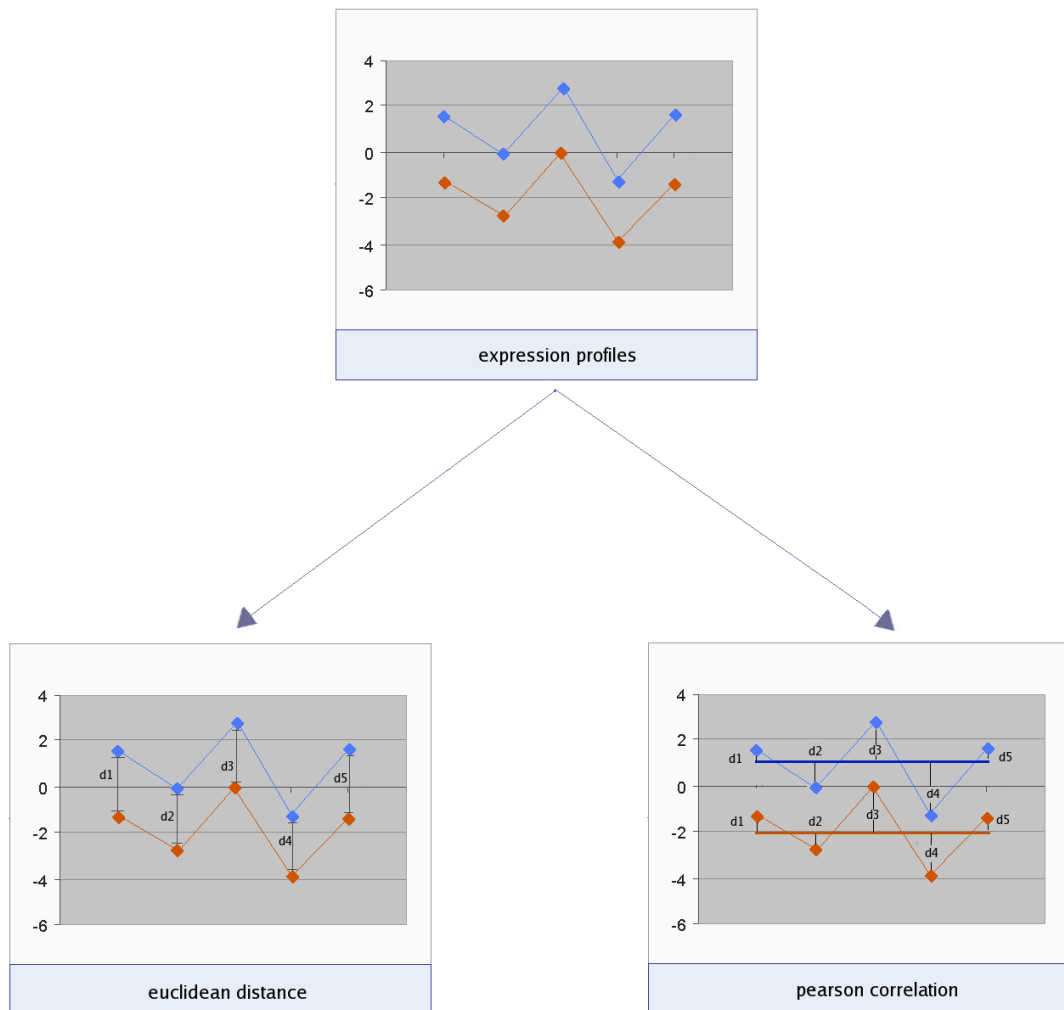 4
2
0
-2
-4
-6
expression profiles
4
2
0
-2
-4
-6
d1
d2
d3
d4
d5
euclidean distance
4
2
0
-2
-4
-6
d1
d2
d3
d4
d5
d1
d2
d3
d4
d5
pearson correlation